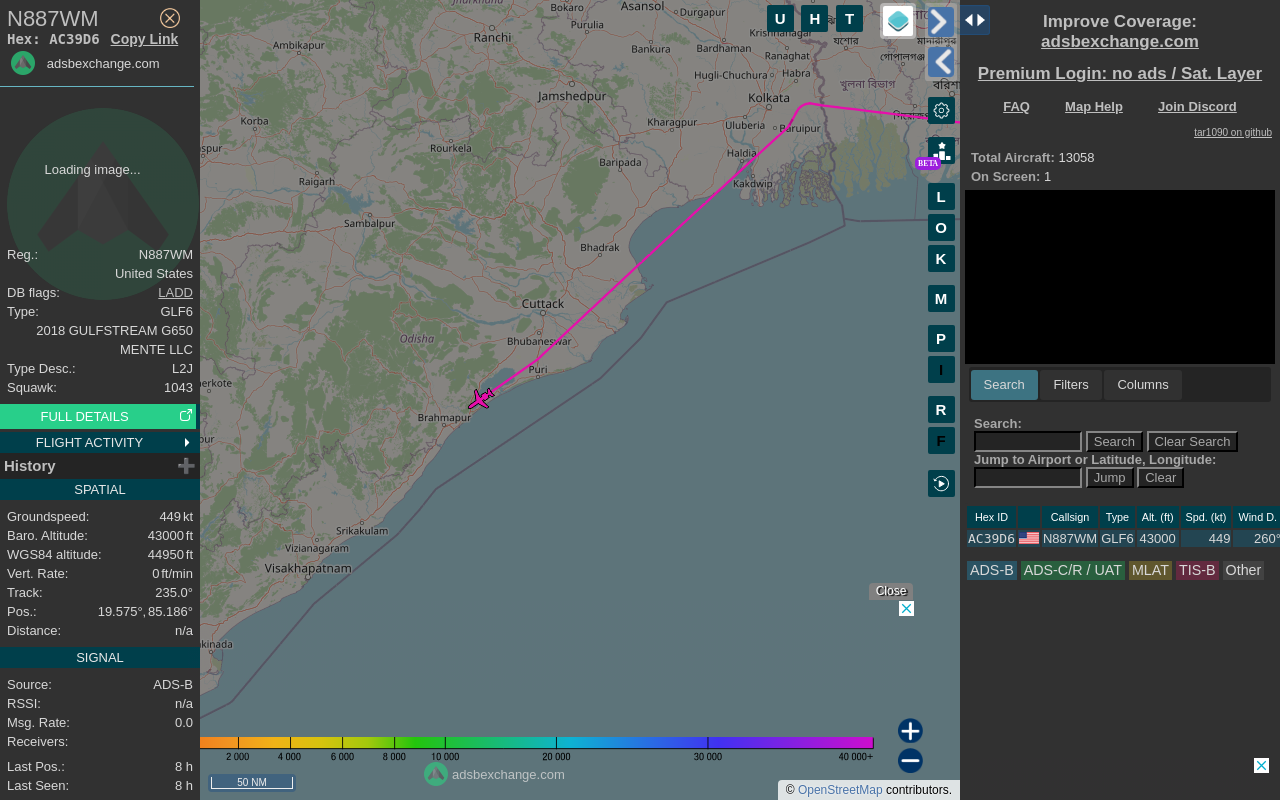 N887WM
Hex: AC39D6 Copy Link
adsbexchange.com
Loading image...
Reg.: N887WM
United States
DB flags: LADD
Type: GLF6
2018 GULFSTREAM G650
MENTE LLC
Type Desc.: L2J
Squawk: 1043
FULL DETAILS
FLIGHT ACTIVITY
History
SPATIAL
Groundspeed: 449 kt
Baro. Altitude: 43000 ft
WGS84 altitude: 44950 ft
Vert. Rate: 0 ft/min
Track: 235.0°
Pos.: 19.575°, 85.186°
Distance: n/a
SIGNAL
Source: ADS-B
RSSI: n/a
Msg. Rate: 0.0
Receivers:
Last Pos.: 8 h
Last Seen: 8 h
Jharkhand
Bokaro
Asansol
Durgapur
Purulia
Ranchi
Ambikapur
Bankura
Bardhaman
Krishnanagar
যশোর
Ranaghat
গোপালগঞ্জ
Hugli-Chuchura
Habra
খুলনা বিভাগ
Jamshedpur
Kolkata
Korba
Kharagpur
Uluberia
Baruipur
Rourkela
Baripada
Haldia
Raigarh
Kakdwip
Sambalpur
Bhadrak
Cuttack
Odisha
Bhubaneswar
Puri
Brahmapur
Srikakulam
Vizianagaram
Visakhapatnam
U H T
L
O
K
M
P
I
R
F
BETA
Close
2 000 4 000 6 000 8 000 10 000 20 000 30 000 40 000+
50 NM
adsbexchange.com
© OpenStreetMap contributors.
Improve Coverage:
adsbexchange.com
Premium Login: no ads / Sat. Layer
FAQ Map Help Join Discord
tar1090 on github
Total Aircraft: 13058
On Screen: 1
Search Filters Columns
Search:
Search Clear Search
Jump to Airport or Latitude, Longitude:
Jump Clear
Hex ID Callsign Type Alt. (ft) Spd. (kt) Wind D.
AC39D6 N887WM GLF6 43000 449 260°
ADS-B ADS-C/R / UAT MLAT TIS-B Other